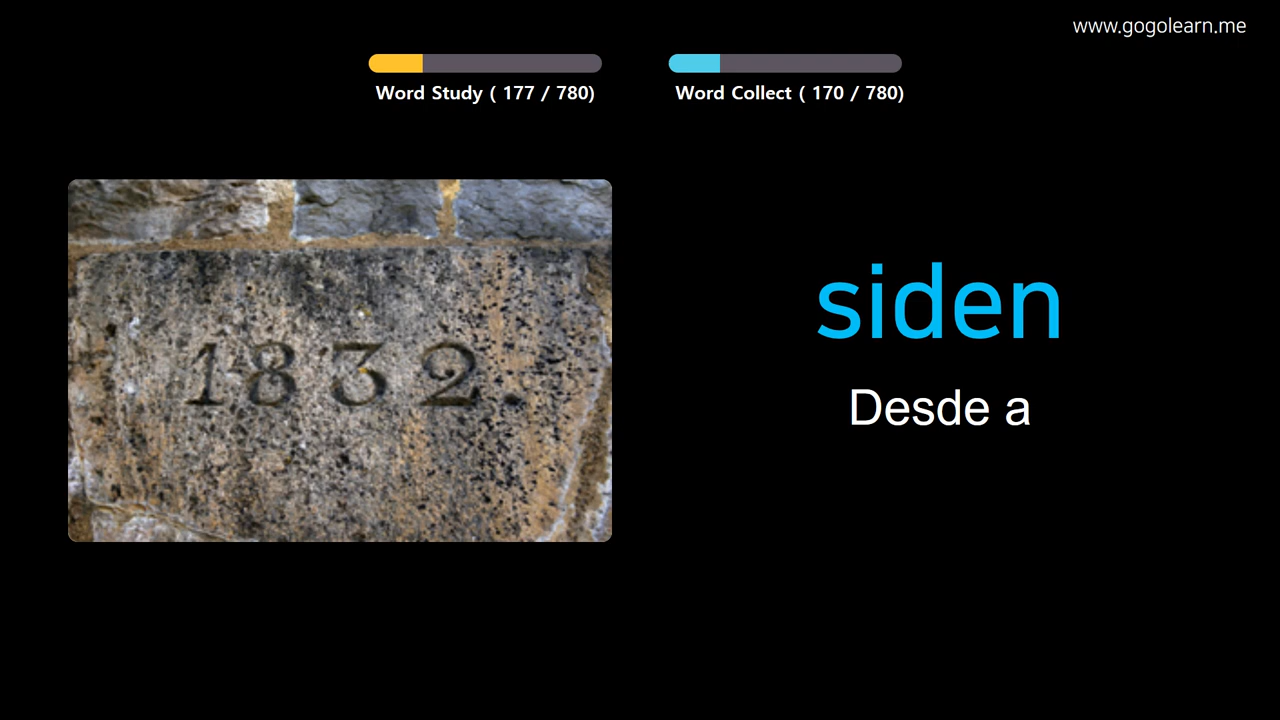 www.gogolearn.me
Word Study ( 177 / 780)
Word Collect ( 170 / 780)
1832.
siden
Desde a